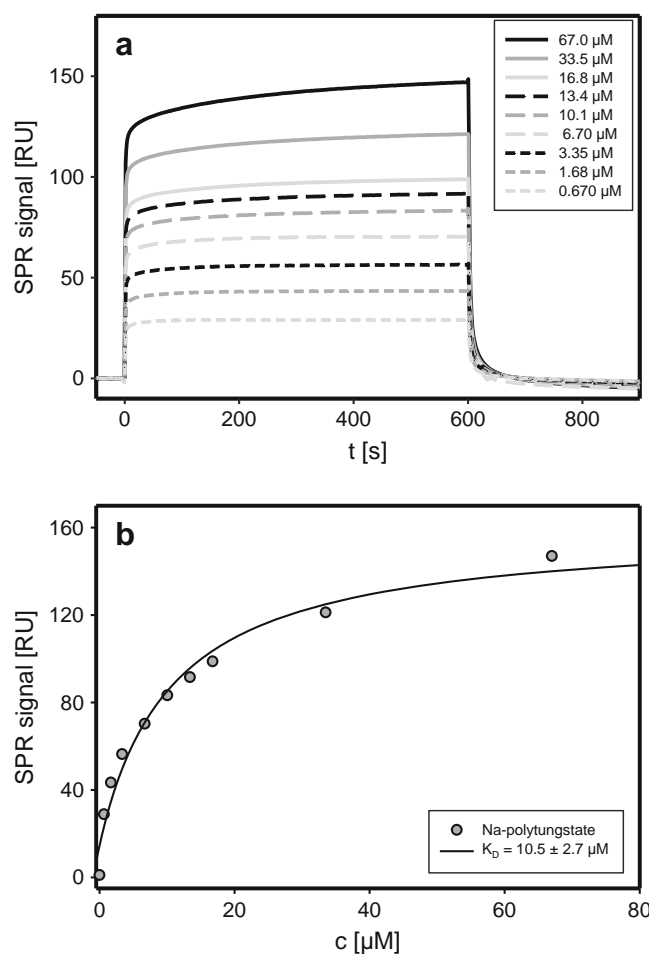 a
67.0 µM
33.5 µM
16.8 µM
13.4 µM
10.1 µM
6.70 µM
3.35 µM
1.68 µM
0.670 µM
SPR signal [RU]
150
100
50
0
0
200
400
600
800
t [s]
b
SPR signal [RU]
160
120
80
40
0
Na-polytungstate
K_D = 10.5 ± 2.7 µM
0
20
40
60
80
c [µM]